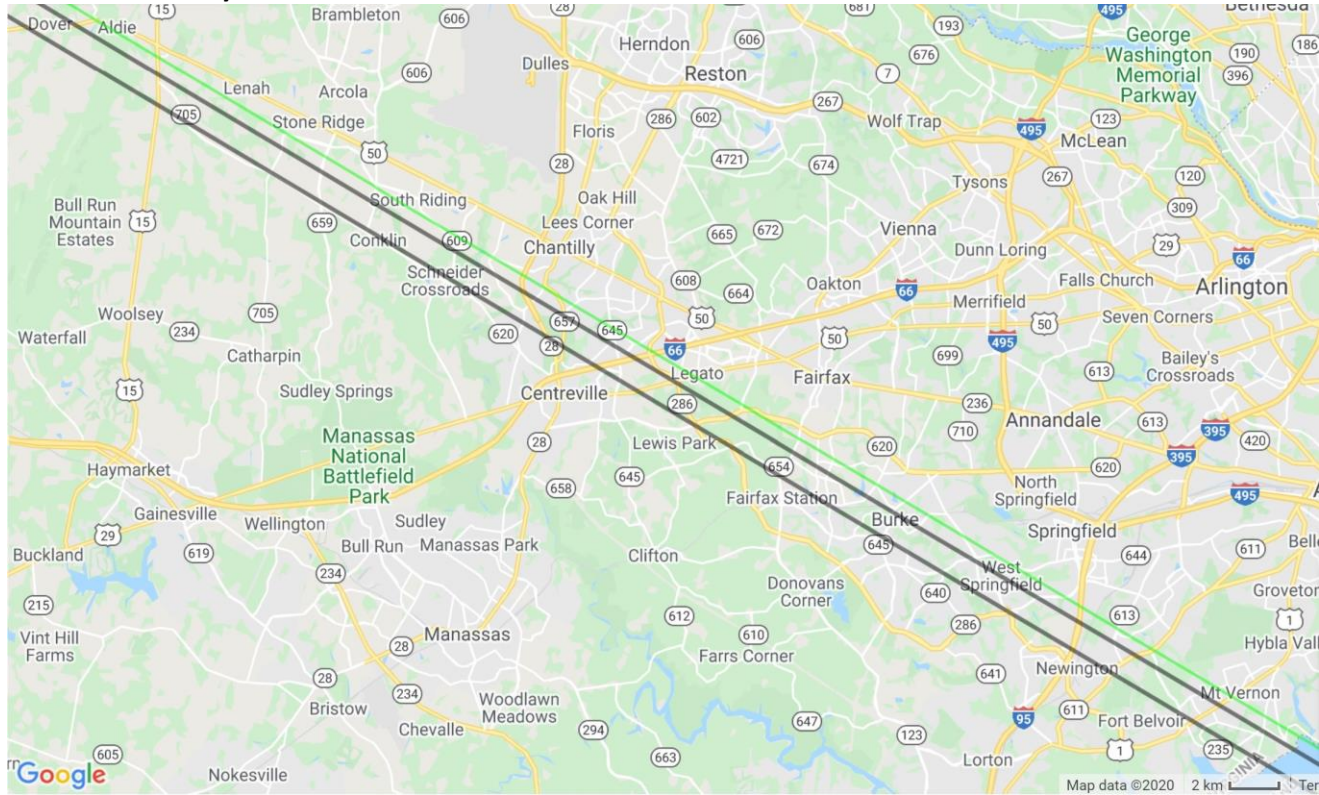 15
28
681
495
Bethesda
Dover
Aldie
Brambleton
606
193
George
Washington
Memorial
Parkway
190
186
396
Herndon
606
676
Dulles
Reston
7
Lenah
Arcola
606
267
705
Stone Ridge
Floris
286
602
Wolf Trap
495
123
McLean
50
28
4721
674
Tysons
267
120
309
Bull Run
Mountain
Estates
15
South Riding
Oak Hill
Lees Corner
659
Conklin
609
Chantilly
665
672
Vienna
Dunn Loring
29
66
Schneider
Crossroads
608
664
Oakton
66
Falls Church
Arlington
Merrifield
Woolsey
705
234
Waterfall
620
657
645
28
50
66
50
50
495
Seven Corners
Catharpin
699
Bailey's
Crossroads
613
Legato
Fairfax
15
Sudley Springs
Centreville
286
236
Annandale
613
395
420
710
Manassas
National
Battlefield
Park
28
Lewis Park
620
395
Haymarket
645
654
620
658
Fairfax Station
North
Springfield
495
Gainesville
Wellington
Sudley
Burke
Springfield
29
619
Bull Run
Manassas Park
645
644
611
Buckland
Clifton
234
West
Springfield
Donovans
Corner
640
215
612
613
1
286
610
Vint Hill
Farms
28
Manassas
Farrs Corner
Newington
641
28
234
Bristow
Woodlawn
Meadows
Mt Vernon
611
Chevalle
294
647
95
Fort Belvoir
123
1
235
605
663
Lorton
Google
Nokesville
Map data ©2020
2 km